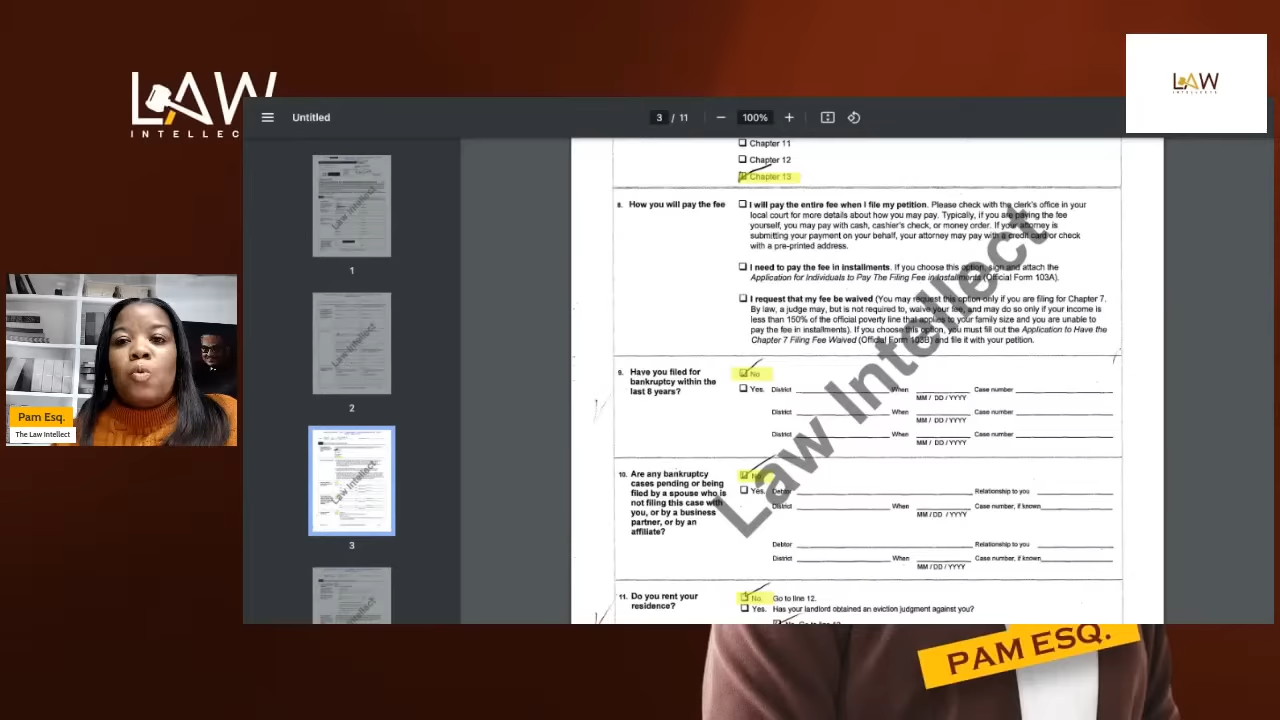 LAW
INTELLEC
LAW
INTELLECT
Untitled
3 / 11
100%
1
2
3
Law Intellect
Pam Esq.
The Law Intellect
Chapter 11
Chapter 12
Chapter 13
8. How you will pay the fee
I will pay the entire fee when I file my petition. Please check with the clerk's office in your
local court for more details about how you may pay. Typically, if you are paying the fee
yourself, you may pay with cash, cashier's check, or money order. If your attorney is
submitting your payment on your behalf, your attorney may pay with a credit card or check
with a pre-printed address.
I need to pay the fee in installments. If you choose this option, sign and attach the
Application for Individuals to Pay The Filing Fee in Installments (Official Form 103A).
I request that my fee be waived (You may request this option only if you are filing for Chapter 7.
By law, a judge may, but is not required to, waive your fee, and may do so only if your income is
less than 150% of the official poverty line that applies to your family size and you are unable to
pay the fee in installments). If you choose this option, you must fill out the Application to Have the
Chapter 7 Filing Fee Waived (Official Form 103B) and file it with your petition.
9. Have you filed for
bankruptcy within the
last 8 years?
No
Yes. District When Case number
MM / DD / YYYY
District When Case number
MM / DD / YYYY
District When Case number
MM / DD / YYYY
10. Are any bankruptcy
cases pending or being
filed by a spouse who is
not filing this case with
you, or by a business
partner, or by an
affiliate?
No
Yes. Debtor Relationship to you
District When Case number, if known
MM / DD / YYYY
Debtor Relationship to you
District When Case number, if known
MM / DD / YYYY
11. Do you rent your
residence?
No. Go to line 12.
Yes. Has your landlord obtained an eviction judgment against you?
No. Go to line 12.
Law Intellect
PAM ESQ.